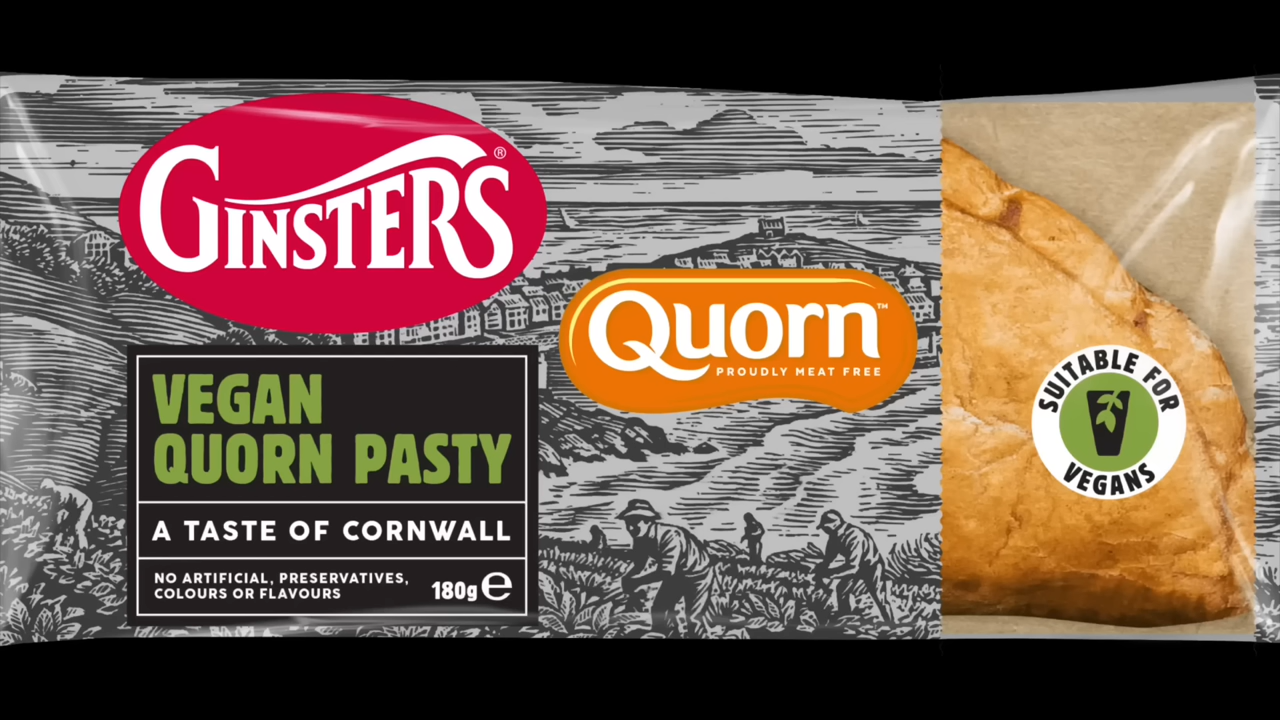 GINSTERS®
Quorn™
PROUDLY MEAT FREE
SUITABLE FOR
VEGANS
VEGAN
QUORN PASTY
A TASTE OF CORNWALL
NO ARTIFICIAL, PRESERVATIVES,
COLOURS OR FLAVOURS
180g℮